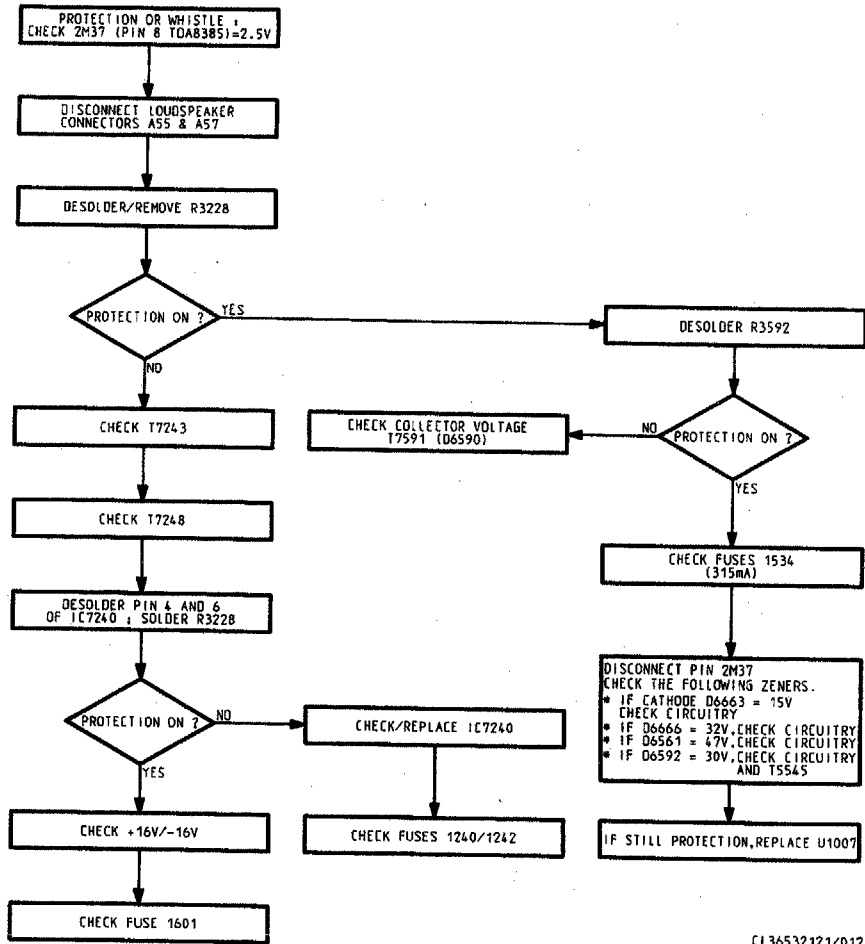 PROTECTION OR WHISTLE ;
CHECK 2M37 (PIN 8 TDA8385)=2.5V
DISCONNECT LOUDSPEAKER
CONNECTORS A55 & A57
DESOLDER/REMOVE R3228
PROTECTION ON ?
YES
NO
DESOLDER R3592
PROTECTION ON ?
NO
YES
CHECK COLLECTOR VOLTAGE
T7591 (D6590)
CHECK T7243
CHECK T7248
CHECK FUSES 1534
(315mA)
DESOLDER PIN 4 AND 6
OF IC7240 ; SOLDER R3228
PROTECTION ON ?
NO
YES
CHECK/REPLACE IC7240
CHECK FUSES 1240/1242
DISCONNECT PIN 2M37
CHECK THE FOLLOWING ZENERS.
* IF CATHODE D6663 = 15V
CHECK CIRCUITRY
* IF D6666 = 32V,CHECK CIRCUITRY
* IF D6561 = 47V,CHECK CIRCUITRY
* IF D6592 = 30V,CHECK CIRCUITRY
AND T5545
IF STILL PROTECTION,REPLACE U1007
CHECK +16V/-16V
CHECK FUSE 1601